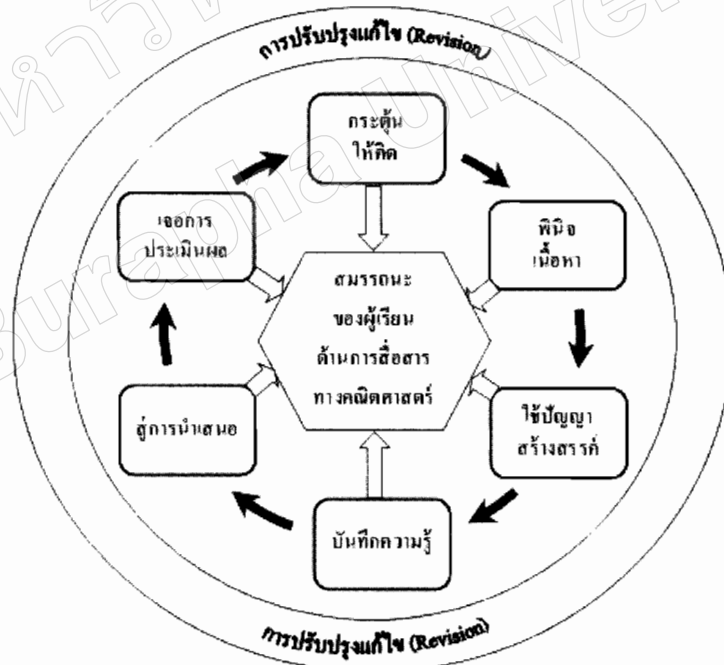 การปรับปรุงแก้ไข (Revision)
กระตุ้น
ให้คิด
เจอการ
ประเมินผล
พินิจ
เนื้อหา
สมรรถนะ
ของผู้เรียน
ด้านการสื่อสาร
ทางคณิตศาสตร์
สู่การนำเสนอ
ใช้ปัญญา
สร้างสรรค์
บันทึกความรู้
การปรับปรุงแก้ไข (Revision)
Burapha Univer